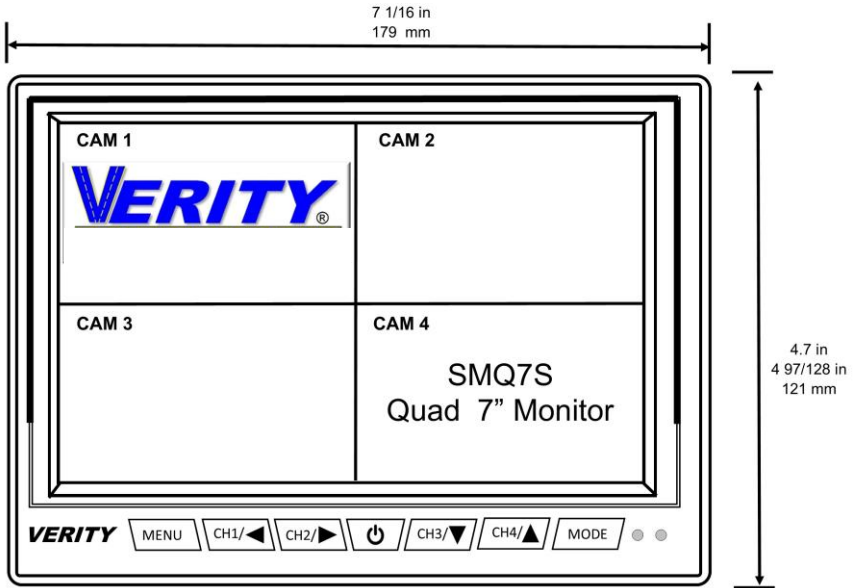 7 1/16 in
179 mm
CAM 1
CAM 2
VERITY®
CAM 3
CAM 4
SMQ7S
Quad 7” Monitor
4.7 in
4 97/128 in
121 mm
VERITY MENU CH1/◀ CH2/▶ CH3/▼ CH4/▲ MODE